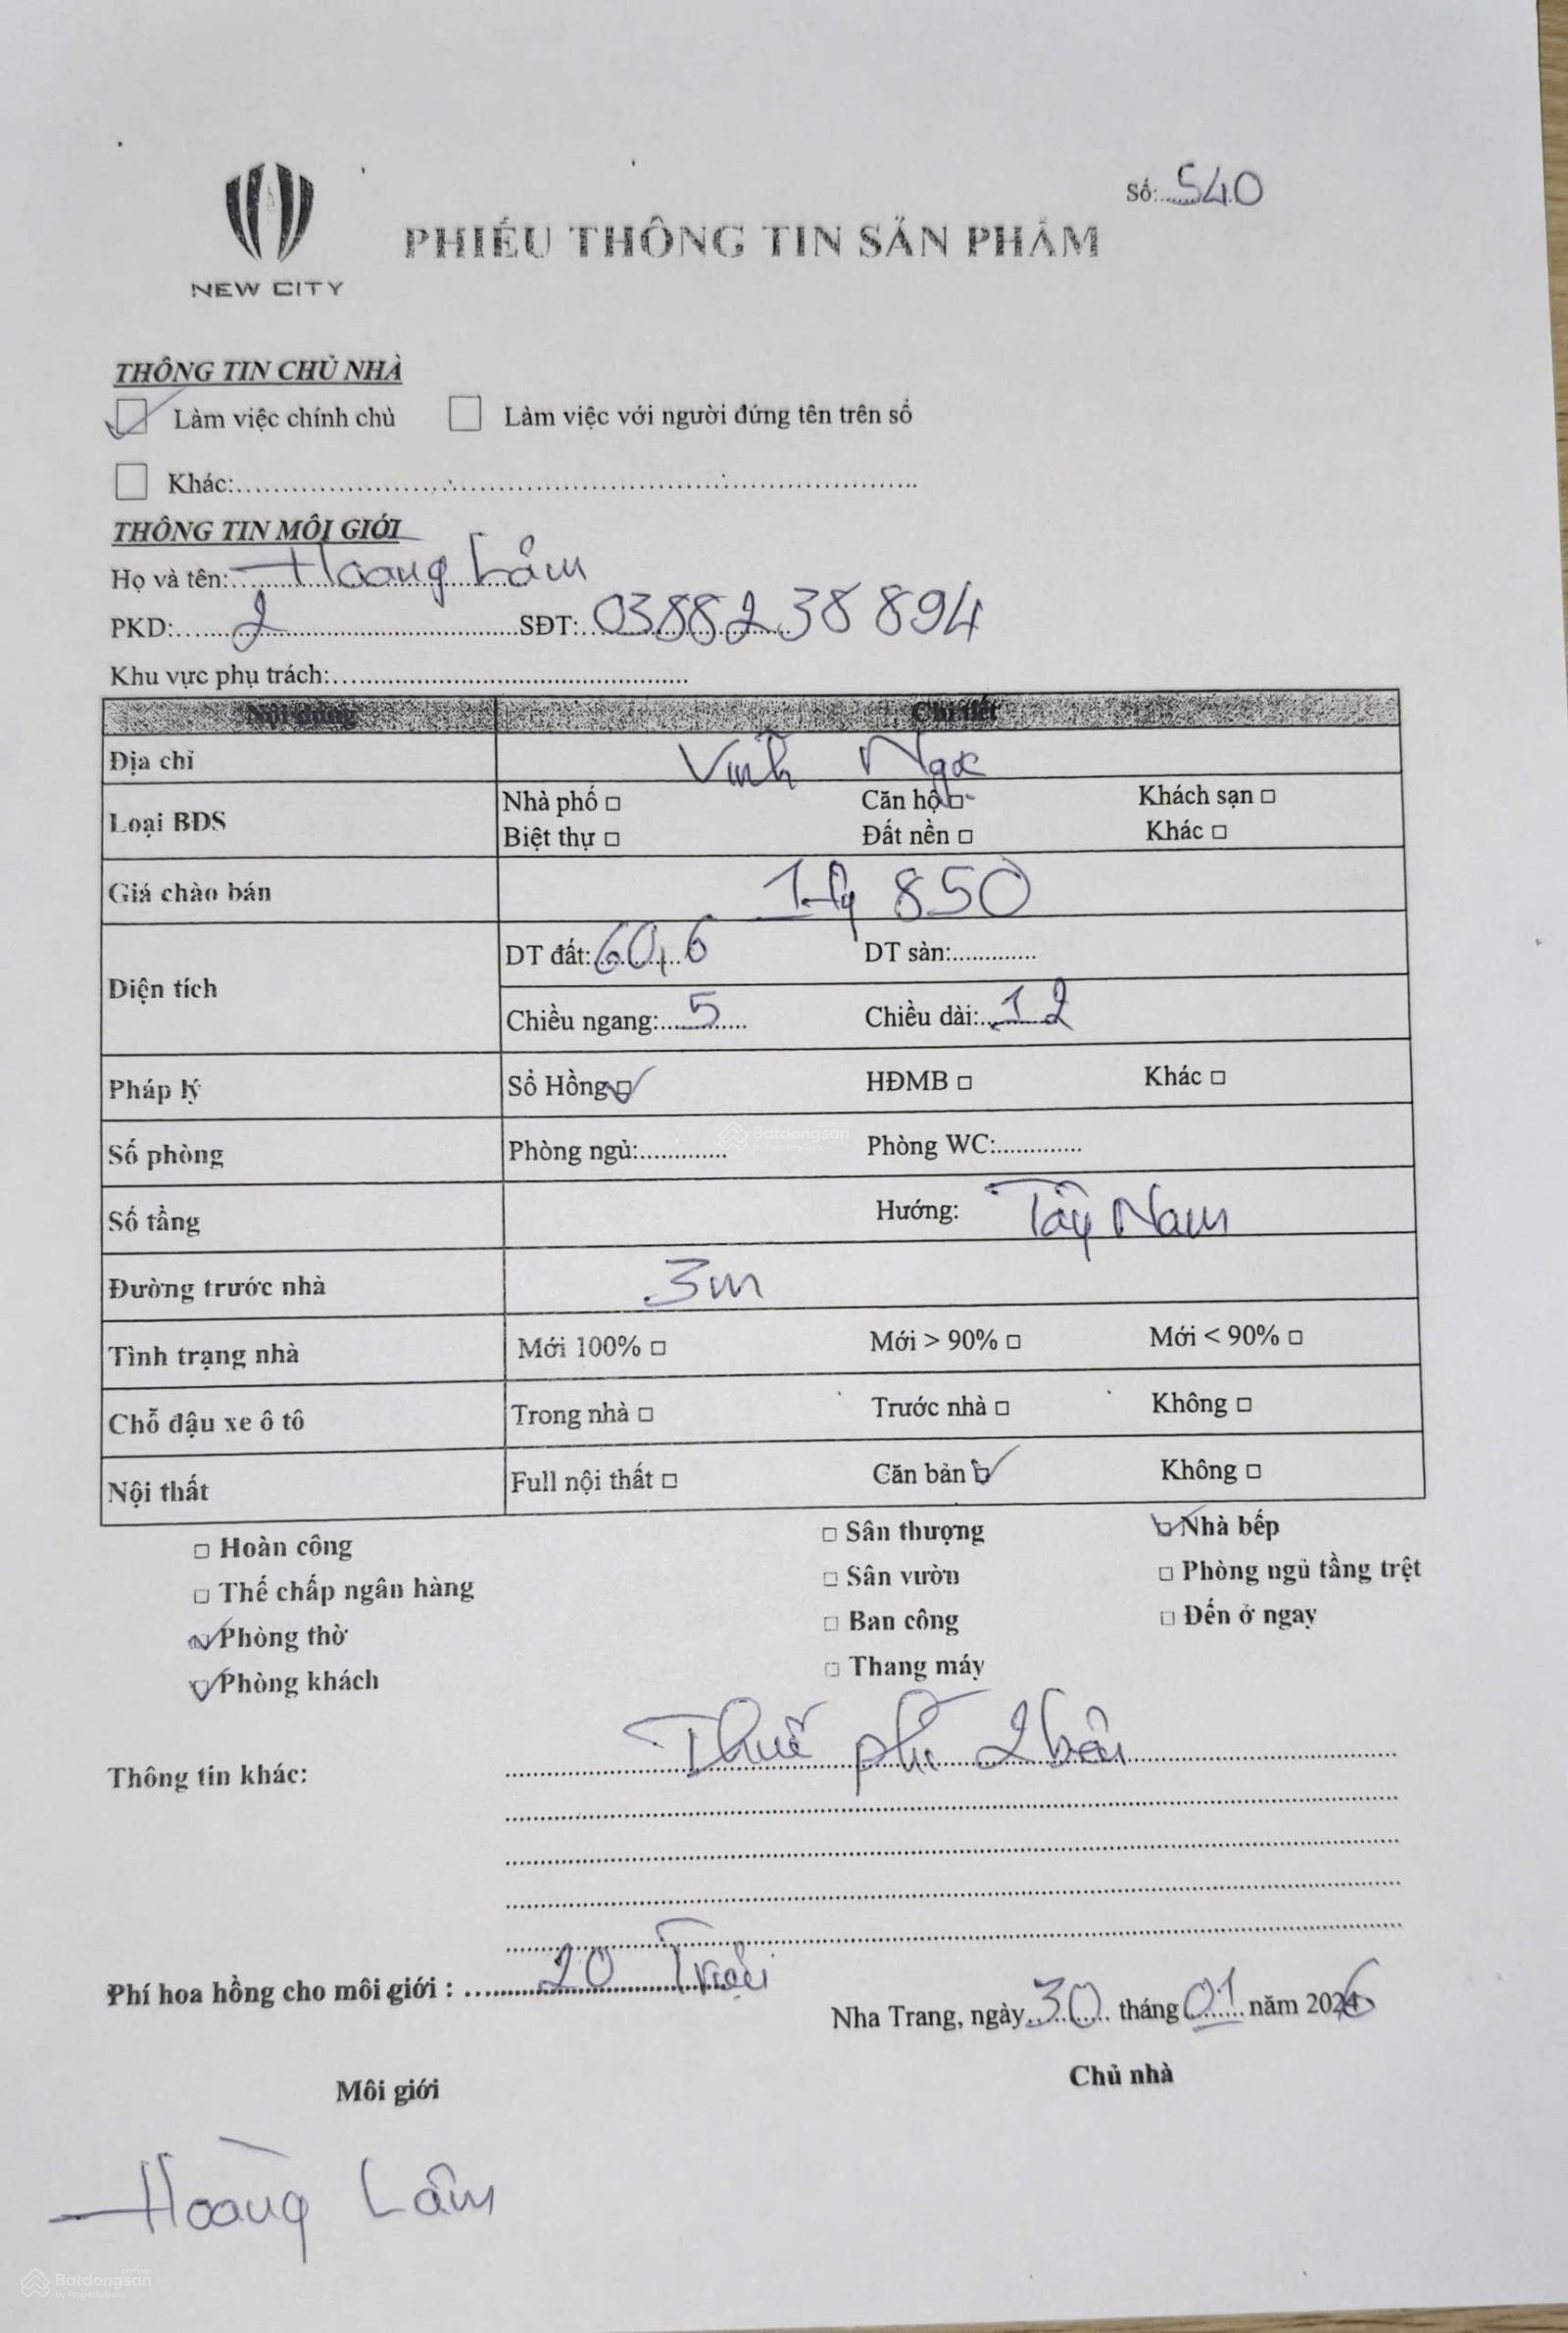 Số: 540
NEW CITY
PHIẾU THÔNG TIN SẢN PHẨM
THÔNG TIN CHỦ NHÀ
☑ Làm việc chính chủ ☐ Làm việc với người đứng tên trên sổ
☐ Khác:
THÔNG TIN MÔI GIỚI
Họ và tên: Hoàng Lâm
PKD: 2 SĐT: 0388238894
Khu vực phụ trách:
Nội dung Chi tiết
Địa chỉ Vĩnh Ngọc
Loại BĐS Nhà phố ☐ Căn hộ ☐ Khách sạn ☐
Biệt thự ☐ Đất nền ☐ Khác ☐
Giá chào bán 1 tỷ 850
Diện tích DT đất: 60,6 DT sàn:
Chiều ngang: 5 Chiều dài: 12
Pháp lý Sổ Hồng ☑ HĐMB ☐ Khác ☐
Số phòng Phòng ngủ: Phòng WC:
Số tầng Hướng: Tây Nam
Đường trước nhà 3m
Tình trạng nhà Mới 100% ☐ Mới > 90% ☐ Mới < 90% ☐
Chỗ đậu xe ô tô Trong nhà ☐ Trước nhà ☐ Không ☐
Nội thất Full nội thất ☐ Căn bản ☑ Không ☐
☐ Hoàn công ☐ Sân thượng ☑ Nhà bếp
☐ Thế chấp ngân hàng ☐ Sân vườn ☐ Phòng ngủ tầng trệt
☑ Phòng thờ ☐ Ban công ☐ Đến ở ngay
☑ Phòng khách ☐ Thang máy
Thông tin khác: Thuế phí 2 bên
Phí hoa hồng cho môi giới : 20 Triệu
Nha Trang, ngày 30 tháng 01 năm 2026
Môi giới Chủ nhà
Hoàng Lâm
Batdongsan
by PropertyGuru